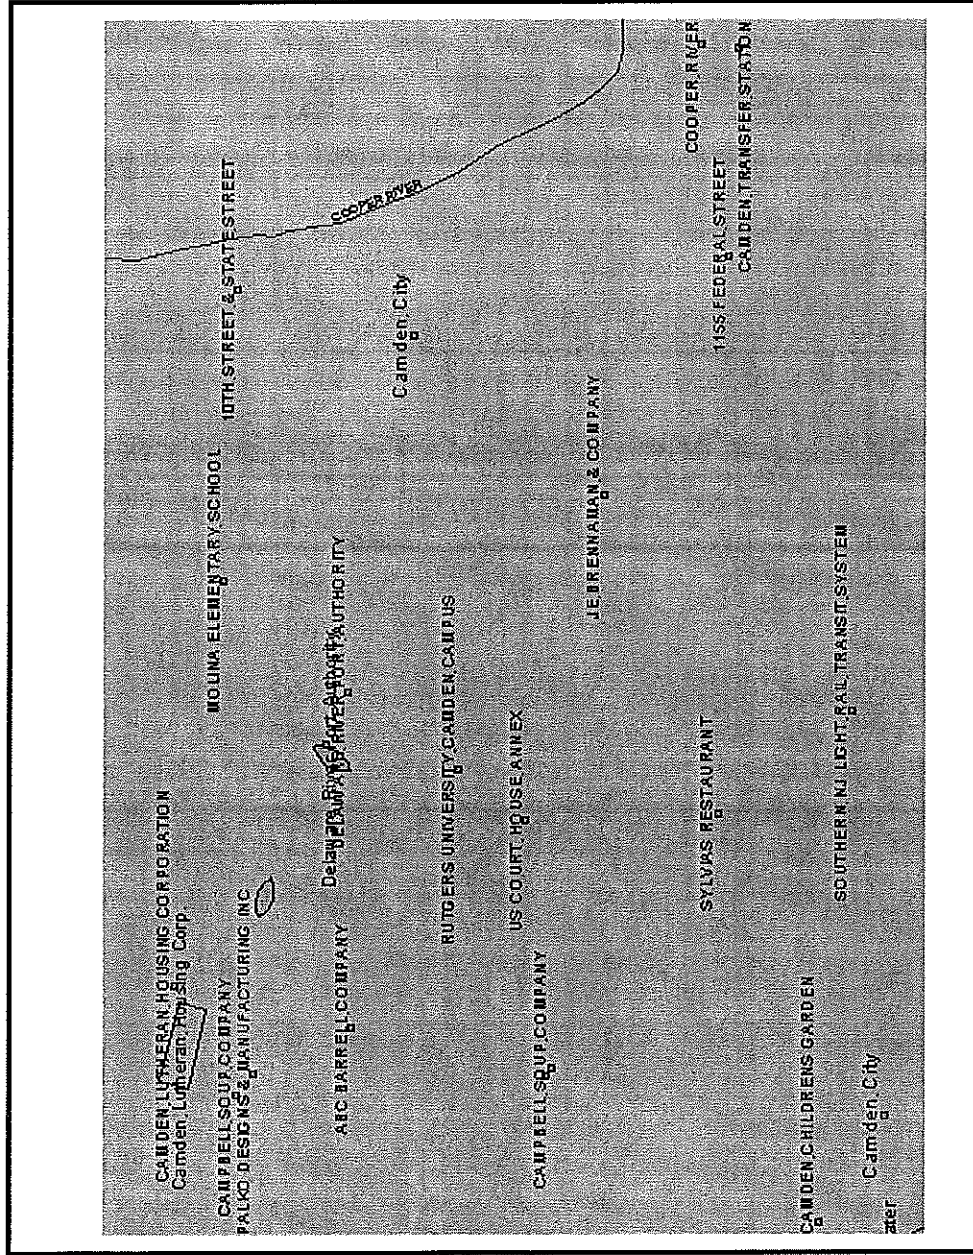 CAMDEN LUTHERAN HOUSING CORPORATION
Camden Lutheran Housing Corp.
CAMPBELL SOUP COMPANY
PALKO DESIGNS & MANUFACTURING INC
MOLINA ELEMENTARY SCHOOL
10TH STREET & STATE STREET
ABC BARREL COMPANY
Delaware River Port Authority
DELAWARE RIVER PORT AUTHORITY
COOPER RIVER
Camden City
RUTGERS UNIVERSITY CAMDEN CAMPUS
US COURT HOUSE ANNEX
CAMPBELL SOUP COMPANY
JE BRENNAMAN & COMPANY
SYLVIAS RESTAURANT
1155 FEDERAL STREET
COOPER RIVER
CAMDEN TRANSFER STATION
CAMDEN CHILDRENS GARDEN
SOUTHERN NJ LIGHT RAIL TRANSIT SYSTEM
Camden City